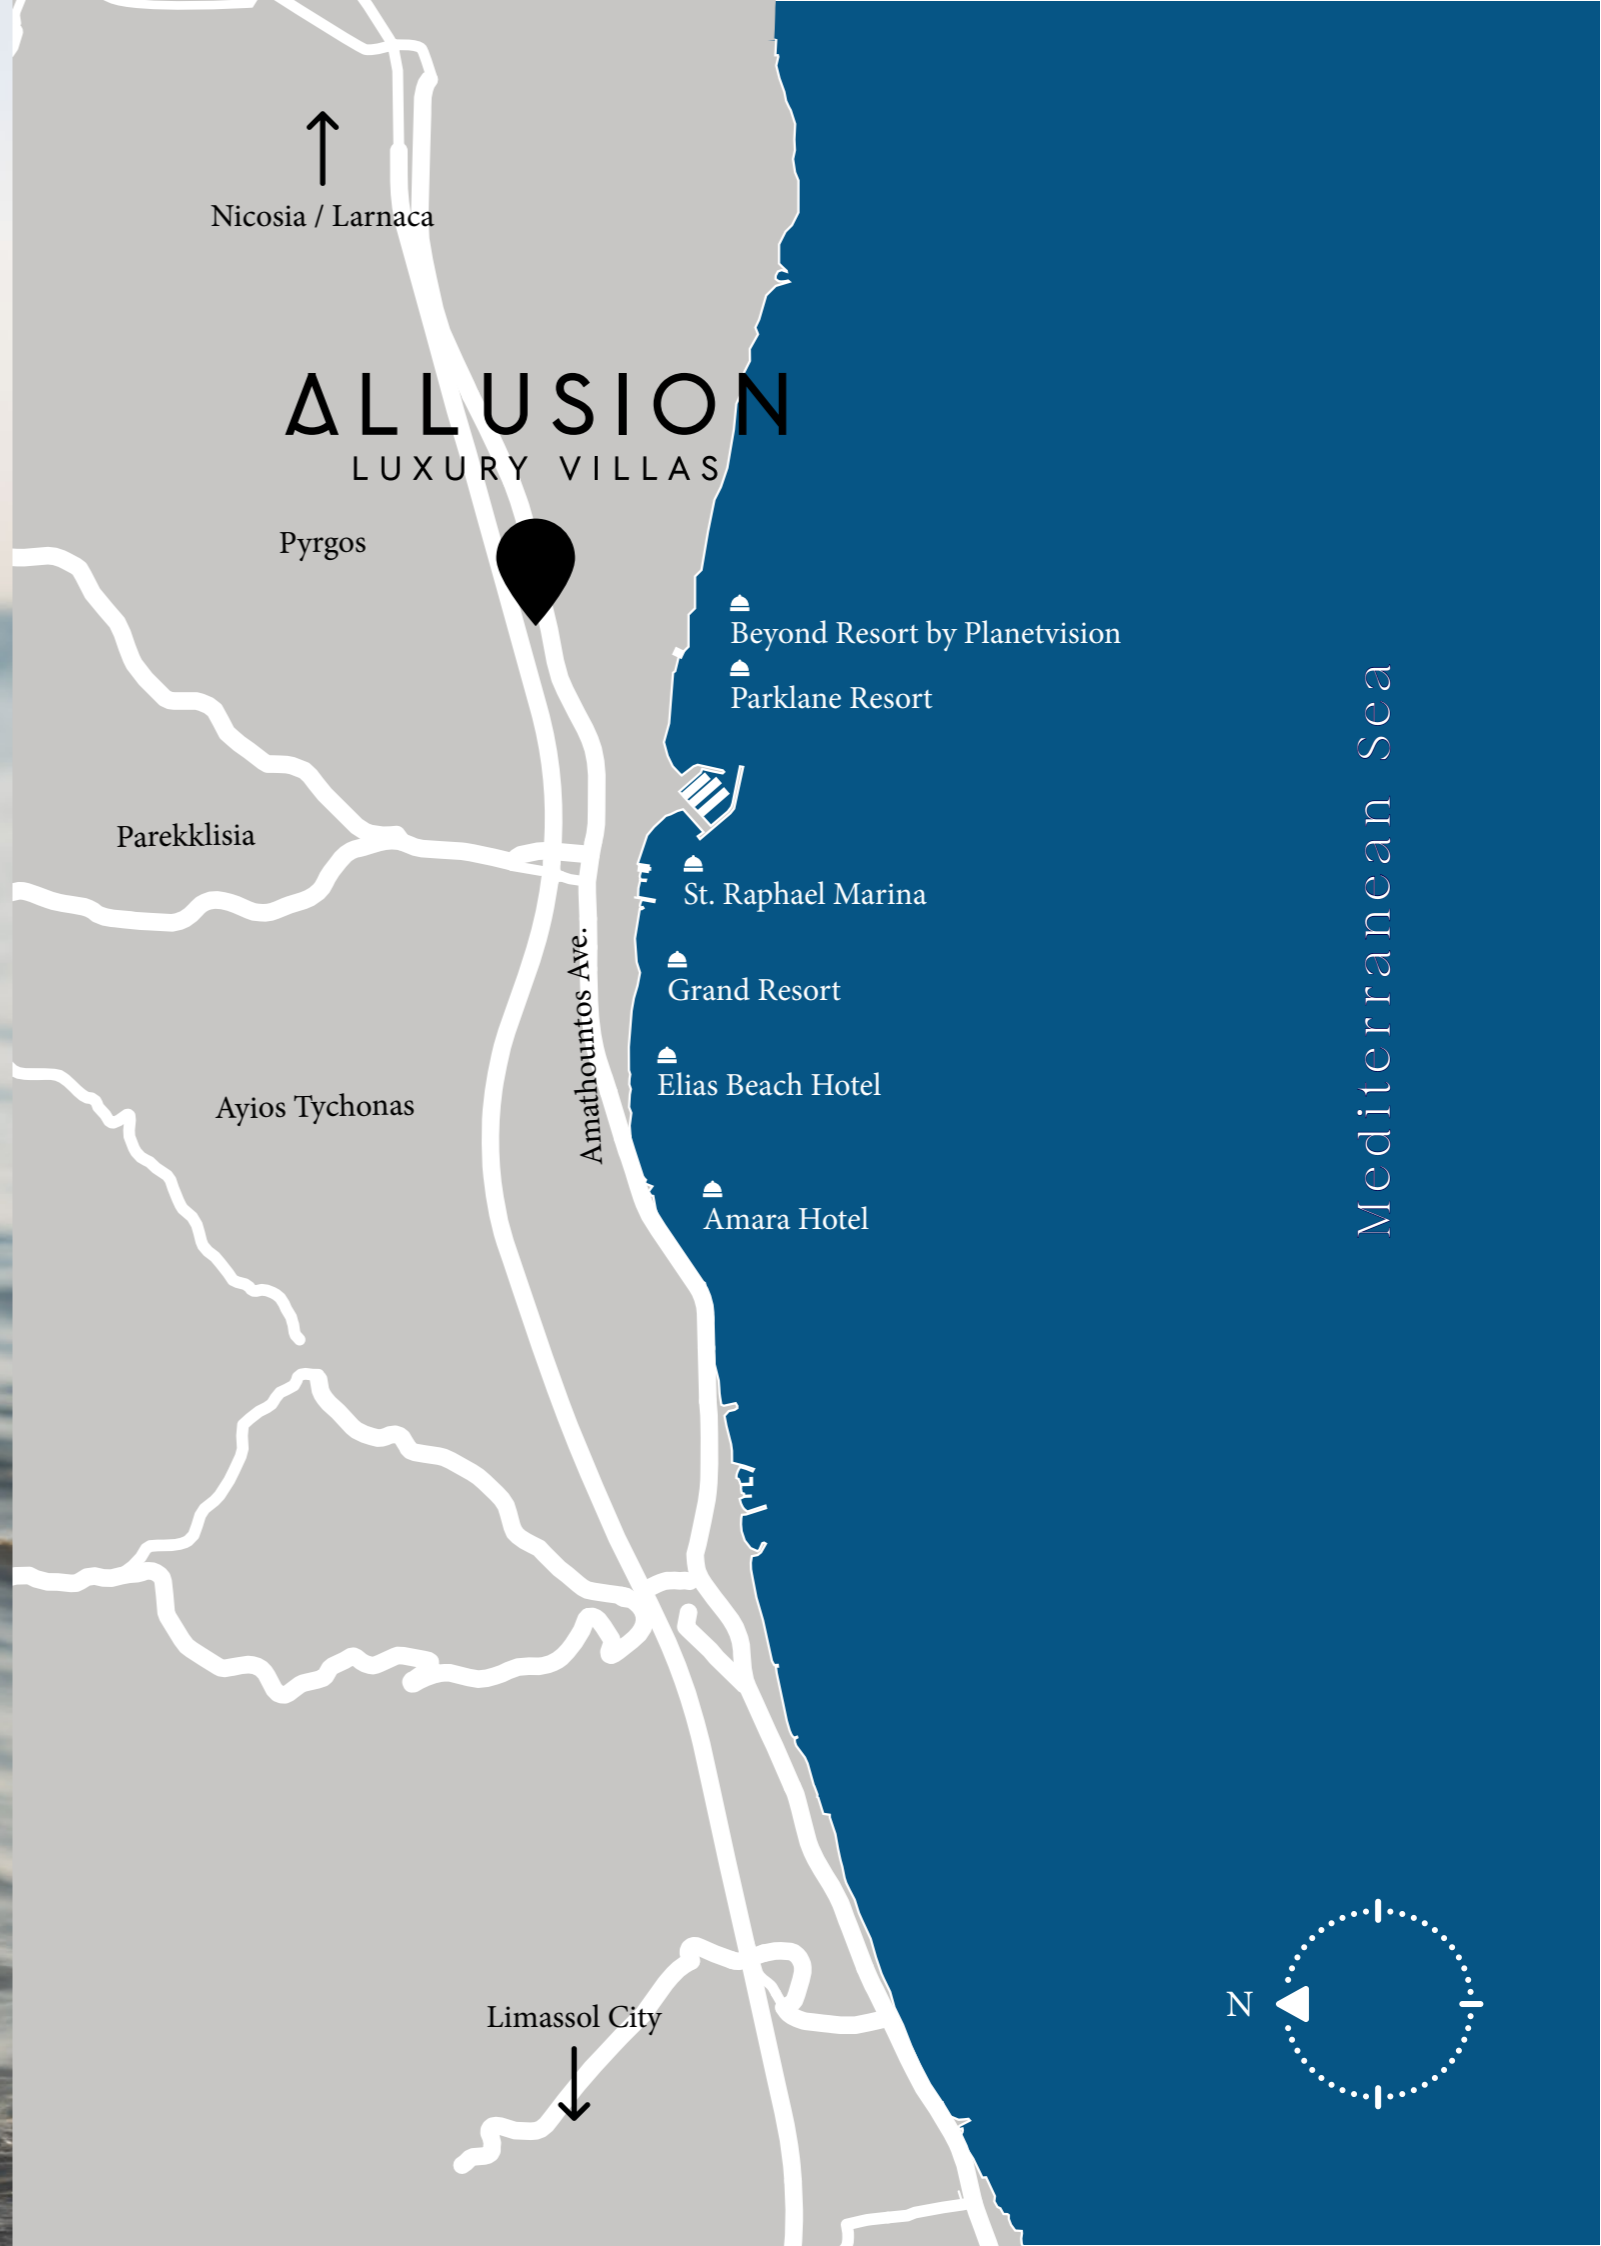 Nicosia / Larnaca
ALLUSION
LUXURY VILLAS
Pyrgos
Beyond Resort by Planetvision
Parklane Resort
Mediterranean Sea
Parekklisia
St. Raphael Marina
Amathountos Ave.
Grand Resort
Elias Beach Hotel
Ayios Tychonas
Amara Hotel
N
Limassol City